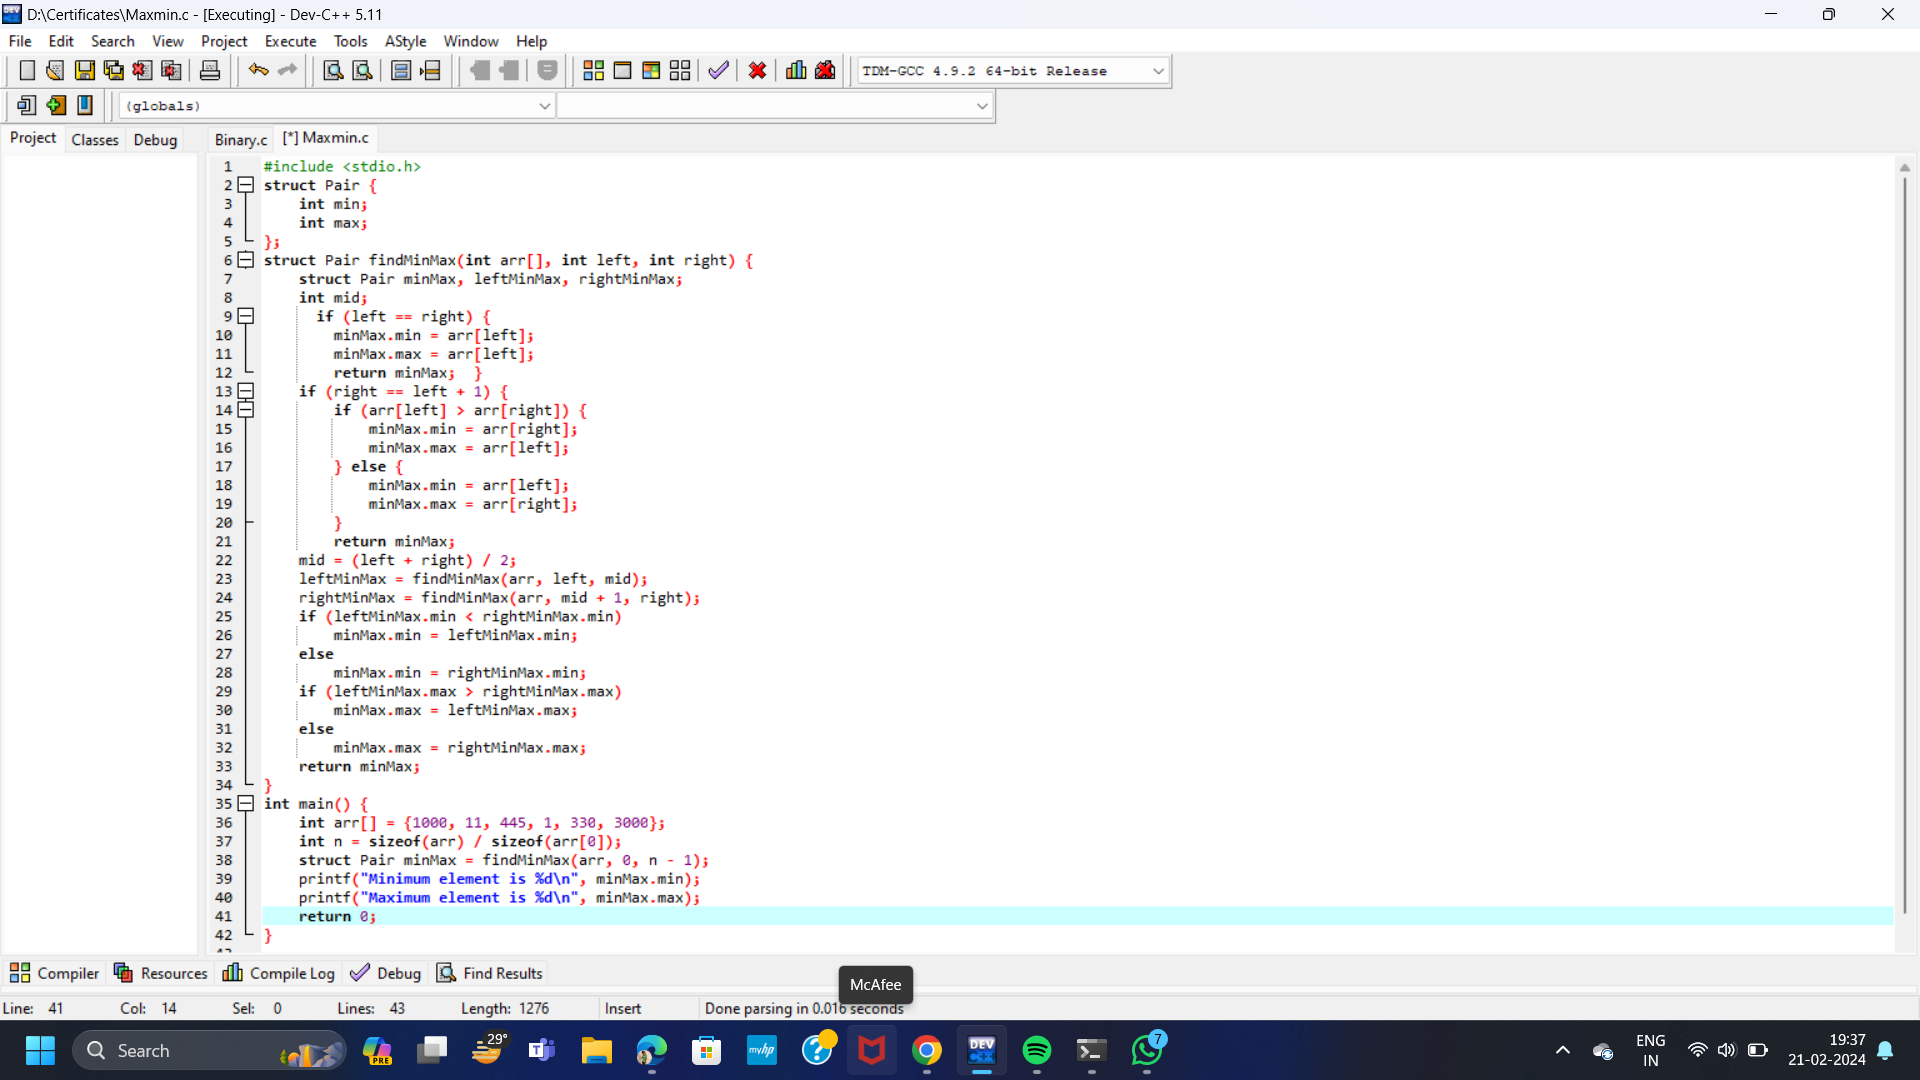 D:\Certificates\Maxmin.c - [Executing] - Dev-C++ 5.11
File Edit Search View Project Execute Tools AStyle Window Help
TDM-GCC 4.9.2 64-bit Release
(globals)
Project Classes Debug Binary.c [*] Maxmin.c
1 #include <stdio.h>
2 struct Pair {
3     int min;
4     int max;
5 };
6 struct Pair findMinMax(int arr[], int left, int right) {
7     struct Pair minMax, leftMinMax, rightMinMax;
8     int mid;
9       if (left == right) {
10         minMax.min = arr[left];
11         minMax.max = arr[left];
12         return minMax;  }
13     if (right == left + 1) {
14         if (arr[left] > arr[right]) {
15             minMax.min = arr[right];
16             minMax.max = arr[left];
17         } else {
18             minMax.min = arr[left];
19             minMax.max = arr[right];
20         }
21         return minMax;
22     mid = (left + right) / 2;
23     leftMinMax = findMinMax(arr, left, mid);
24     rightMinMax = findMinMax(arr, mid + 1, right);
25     if (leftMinMax.min < rightMinMax.min)
26         minMax.min = leftMinMax.min;
27     else
28         minMax.min = rightMinMax.min;
29     if (leftMinMax.max > rightMinMax.max)
30         minMax.max = leftMinMax.max;
31     else
32         minMax.max = rightMinMax.max;
33     return minMax;
34 }
35 int main() {
36     int arr[] = {1000, 11, 445, 1, 330, 3000};
37     int n = sizeof(arr) / sizeof(arr[0]);
38     struct Pair minMax = findMinMax(arr, 0, n - 1);
39     printf("Minimum element is %d\n", minMax.min);
40     printf("Maximum element is %d\n", minMax.max);
41     return 0;
42 }
Compiler Resources Compile Log Debug Find Results
McAfee
Line: 41 Col: 14 Sel: 0 Lines: 43 Length: 1276 Insert Done parsing in 0.016 seconds
Search PRE 29° myhp DEV C++ 7 ENG 19:37
IN 21-02-2024